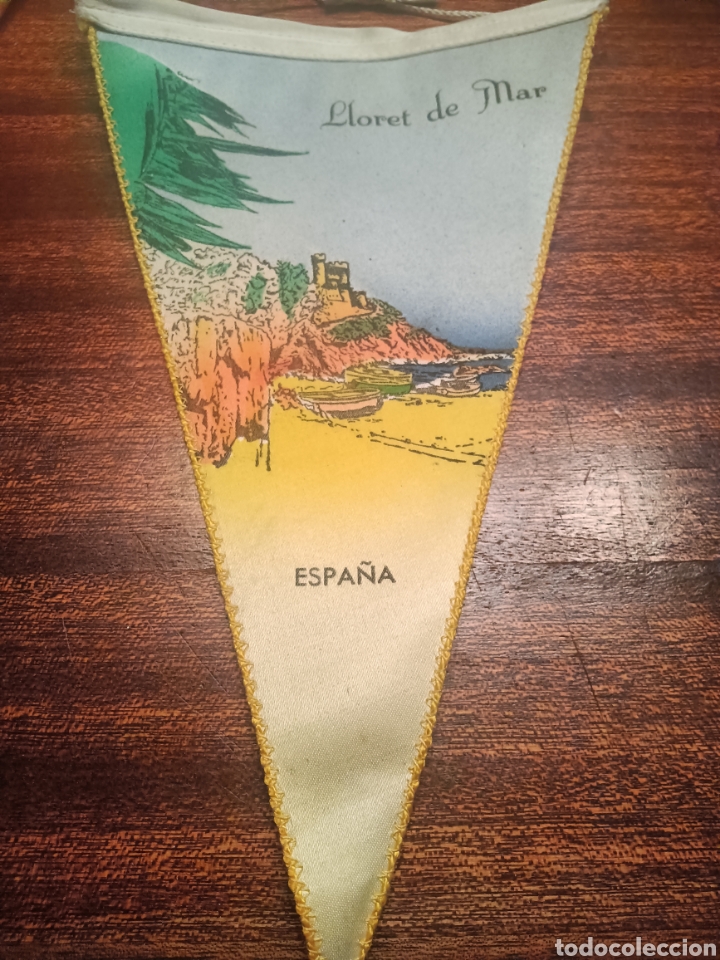 Lloret de Mar
ESPAÑA
todocoleccion